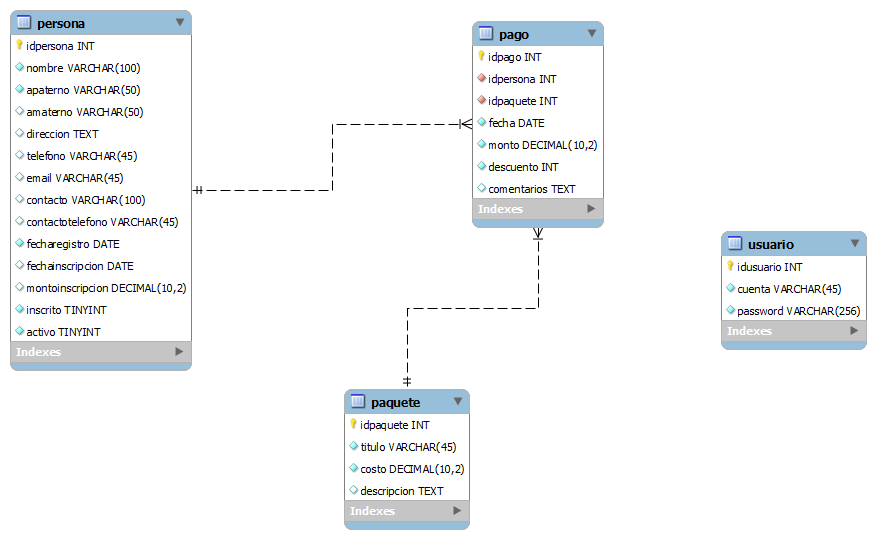 persona
idpersona INT
nombre VARCHAR(100)
apaterno VARCHAR(50)
amaterno VARCHAR(50)
direccion TEXT
telefono VARCHAR(45)
email VARCHAR(45)
contacto VARCHAR(100)
contactotelefono VARCHAR(45)
fecharegistro DATE
fechainscripcion DATE
montoinscripcion DECIMAL(10,2)
inscrito TINYINT
activo TINYINT
Indexes
pago
idpago INT
idpersona INT
idpaquete INT
fecha DATE
monto DECIMAL(10,2)
descuento INT
comentarios TEXT
Indexes
usuario
idusuario INT
cuenta VARCHAR(45)
password VARCHAR(256)
Indexes
paquete
idpaquete INT
titulo VARCHAR(45)
costo DECIMAL(10,2)
descripcion TEXT
Indexes